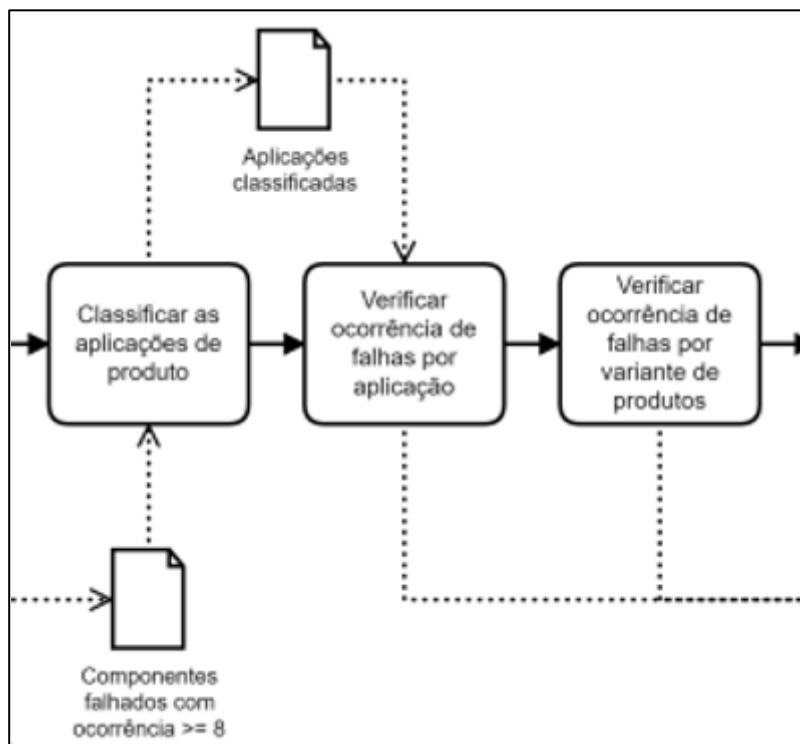 Aplicações
classificadas
Classificar as
aplicações de
produto
Verificar
ocorrência de
falhas por
aplicação
Verificar
ocorrência de
falhas por
variante de
produtos
Componentes
falhados com
ocorrência >= 8